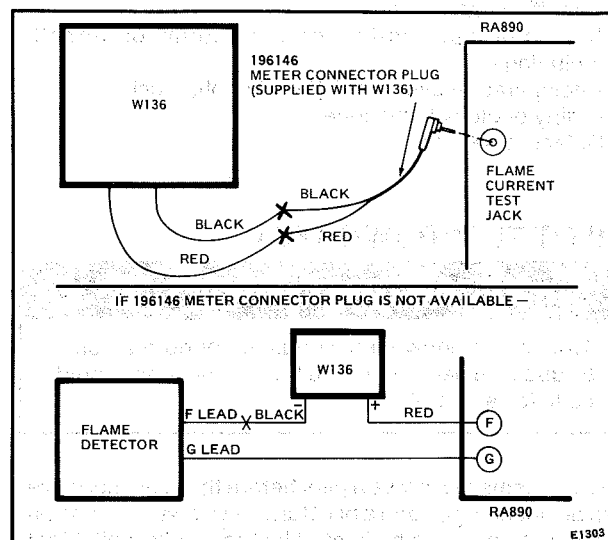 RA890
196146
METER CONNECTOR PLUG
(SUPPLIED WITH W136)
W136
BLACK
BLACK
RED
RED
FLAME
CURRENT
TEST
JACK
IF 196146 METER CONNECTOR PLUG IS NOT AVAILABLE —
W136
FLAME
DETECTOR
F LEAD
BLACK
−
+
RED
F
G LEAD
G
RA890
E1303